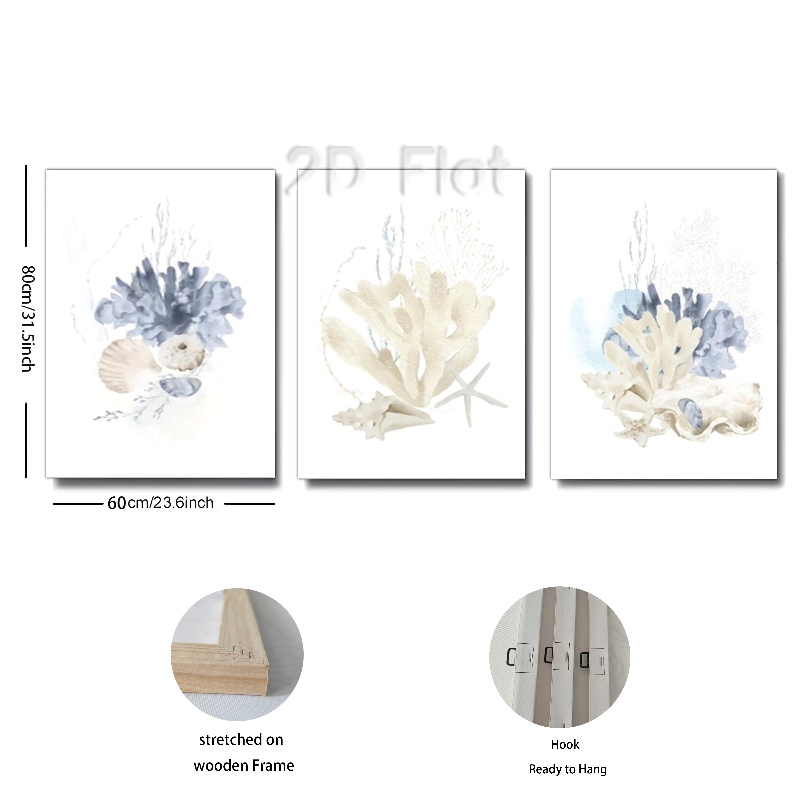 2D Flat
80cm/31.5inch
60cm/23.6inch
stretched on
wooden Frame
Hook
Ready to Hang